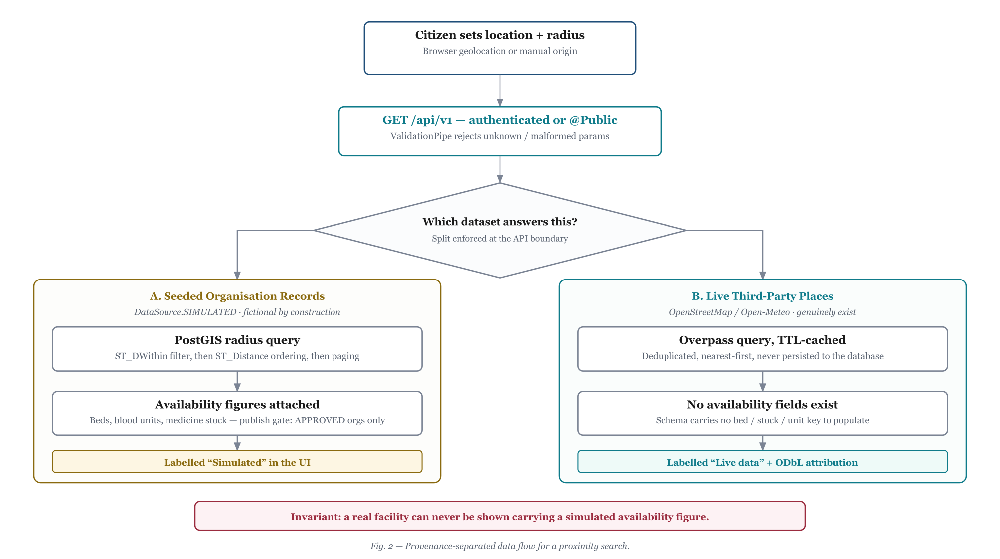 Citizen sets location + radius
Browser geolocation or manual origin
GET /api/v1 — authenticated or @Public
ValidationPipe rejects unknown / malformed params
Which dataset answers this?
Split enforced at the API boundary
A. Seeded Organisation Records
DataSource.SIMULATED · fictional by construction
PostGIS radius query
ST_DWithin filter, then ST_Distance ordering, then paging
Availability figures attached
Beds, blood units, medicine stock — publish gate: APPROVED orgs only
Labelled “Simulated” in the UI
B. Live Third-Party Places
OpenStreetMap / Open-Meteo · genuinely exist
Overpass query, TTL-cached
Deduplicated, nearest-first, never persisted to the database
No availability fields exist
Schema carries no bed / stock / unit key to populate
Labelled “Live data” + ODbL attribution
Invariant: a real facility can never be shown carrying a simulated availability figure.
Fig. 2 — Provenance-separated data flow for a proximity search.